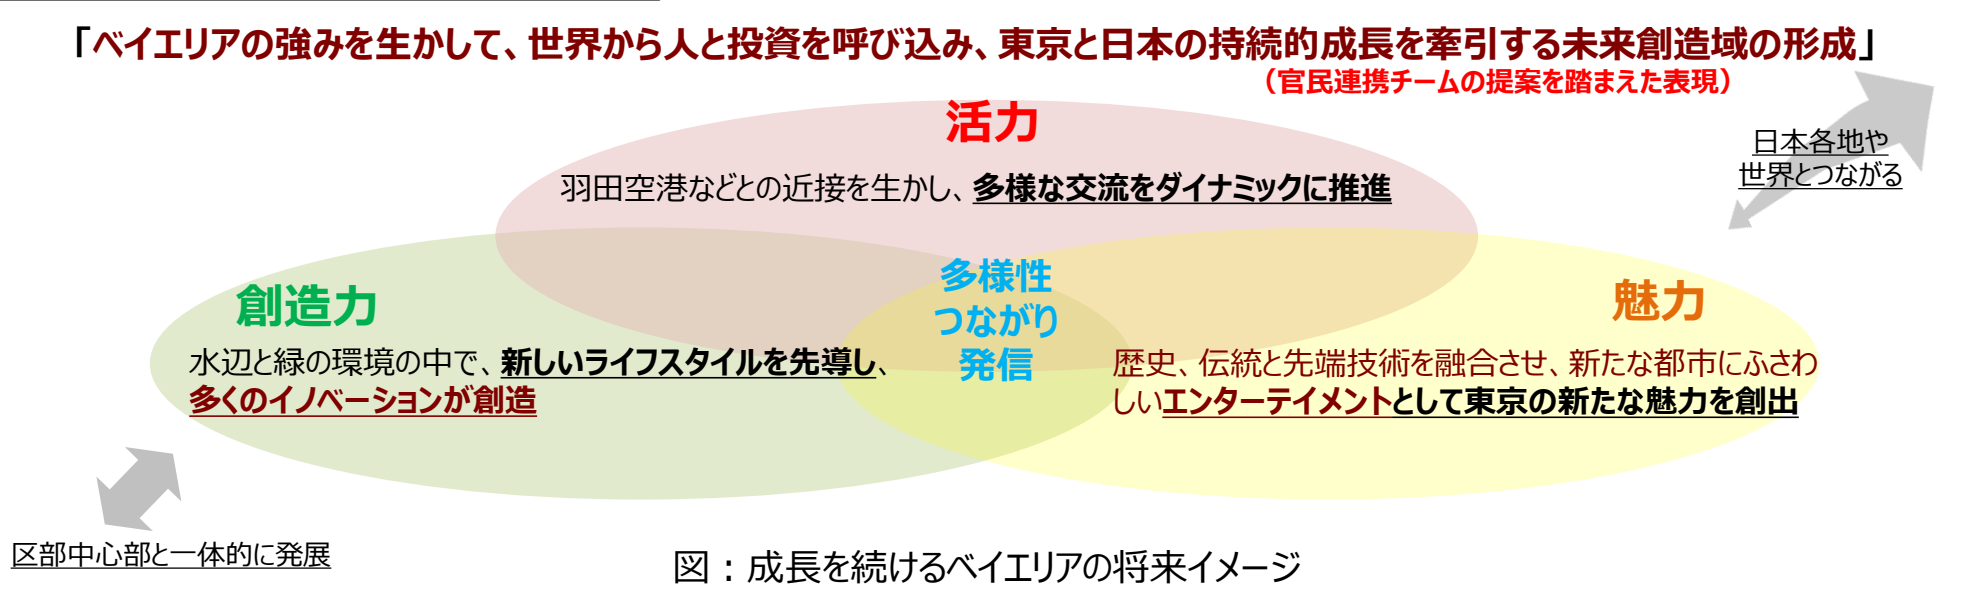 「ベイエリアの強みを生かして、世界から人と投資を呼び込み、東京と日本の持続的成長を牽引する未来創造域の形成」
（官民連携チームの提案を踏まえた表現）
活力
羽田空港などとの近接を生かし、多様な交流をダイナミックに推進
日本各地や
世界とつながる
多様性
つながり
発信
創造力
水辺と緑の環境の中で、新しいライフスタイルを先導し、
多くのイノベーションが創造
魅力
歴史、伝統と先端技術を融合させ、新たな都市にふさわ
しいエンターテイメントとして東京の新たな魅力を創出
区部中心部と一体的に発展
図：成長を続けるベイエリアの将来イメージ